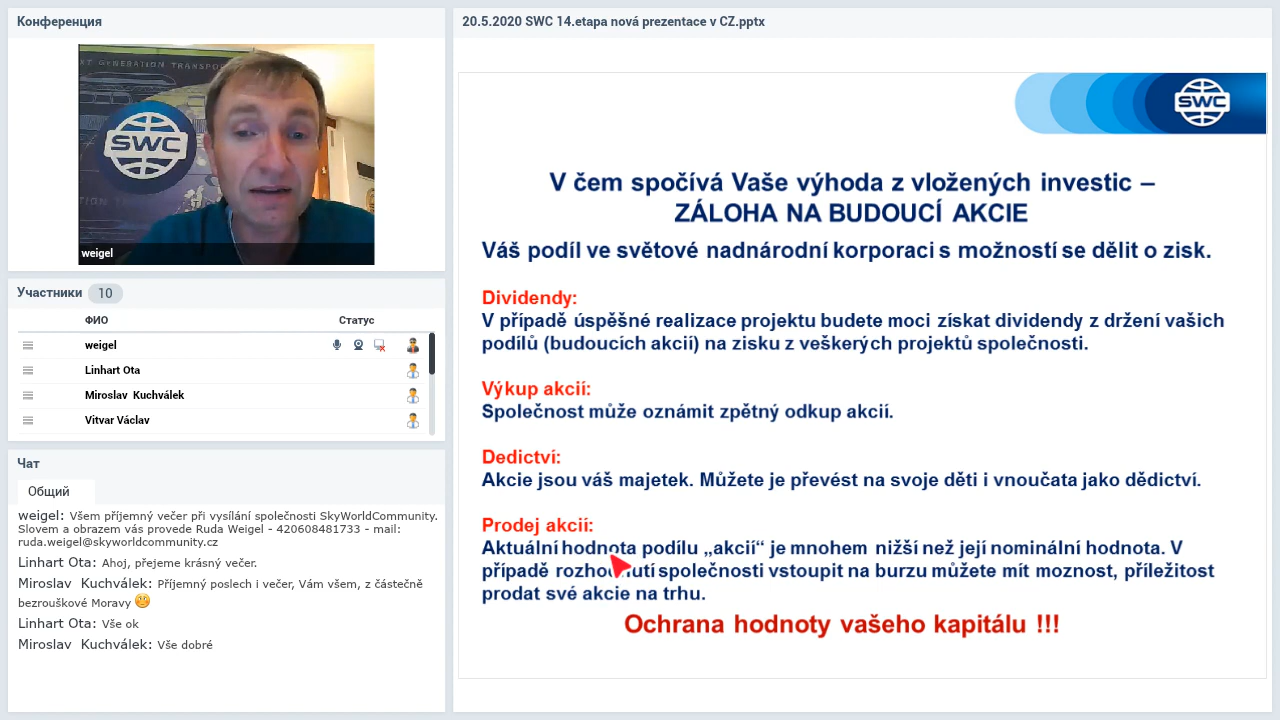 Конференция
XT GENERATION TRANSPO
SWC
weigel
Участники 10
ФИО Статус
weigel
Linhart Ota
Miroslav Kuchválek
Vitvar Václav
Чат
Общий
weigel: Všem příjemný večer při vysílání společnosti SkyWorldCommunity.
Slovem a obrazem vás provede Ruda Weigel - 420608481733 - mail:
ruda.weigel@skyworldcommunity.cz
Linhart Ota: Ahoj, přejeme krásný večer.
Miroslav Kuchválek: Příjemný poslech i večer, Vám všem, z částečně
bezrouškové Moravy
Linhart Ota: Vše ok
Miroslav Kuchválek: Vše dobré
20.5.2020 SWC 14.etapa nová prezentace v CZ.pptx
SWC
V čem spočívá Vaše výhoda z vložených investic –
ZÁLOHA NA BUDOUCÍ AKCIE
Váš podíl ve světové nadnárodní korporaci s možností se dělit o zisk.
Dividendy:
V případě úspěšné realizace projektu budete moci získat dividendy z držení vašich
podílů (budoucích akcií) na zisku z veškerých projektů společnosti.
Výkup akcií:
Společnost může oznámit zpětný odkup akcií.
Dedictví:
Akcie jsou váš majetek. Můžete je převést na svoje děti i vnoučata jako dědictví.
Prodej akcií:
Aktuální hodnota podílu „akcií“ je mnohem nižší než její nominální hodnota. V
případě rozhodnutí společnosti vstoupit na burzu můžete mít moznost, příležitost
prodat své akcie na trhu.
Ochrana hodnoty vašeho kapitálu !!!